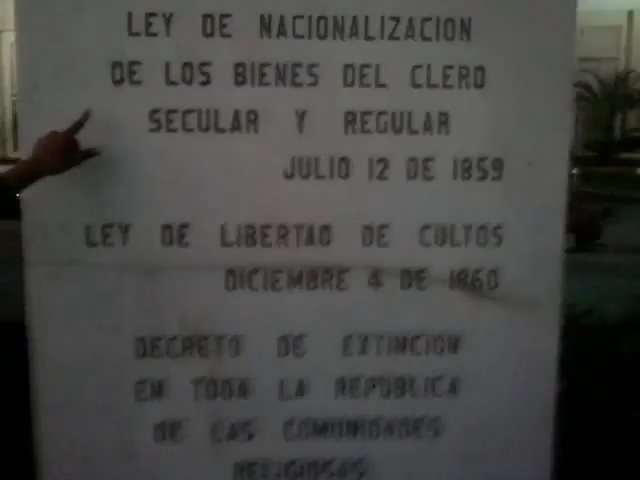 LEY DE NACIONALIZACION
DE LOS BIENES DEL CLERO
SECULAR Y REGULAR
JULIO 12 DE 1859
LEY DE LIBERTAD DE CULTOS
DICIEMBRE 4 DE 1860
DECRETO DE EXTINCION
EN TODA LA REPUBLICA
DE LAS COMUNIDADES
RELIGIOSAS